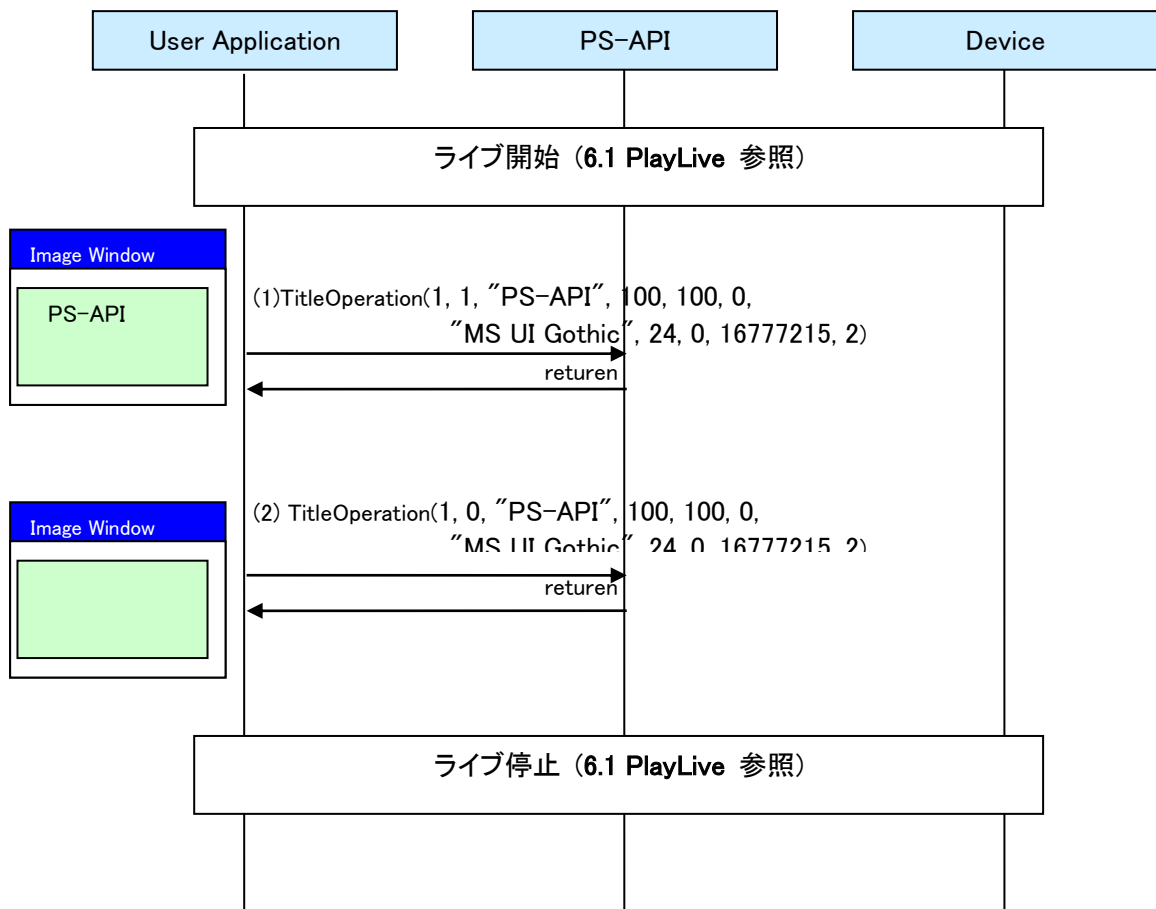 User Application
PS-API
Device
ライブ開始 (6.1 PlayLive 参照)
Image Window
PS-API
(1)TitleOperation(1, 1, "PS-API", 100, 100, 0,
"MS UI Gothic", 24, 0, 16777215, 2)
returen
Image Window
(2) TitleOperation(1, 0, "PS-API", 100, 100, 0,
"MS UI Gothic", 24, 0, 16777215, 2)
returen
ライブ停止 (6.1 PlayLive 参照)